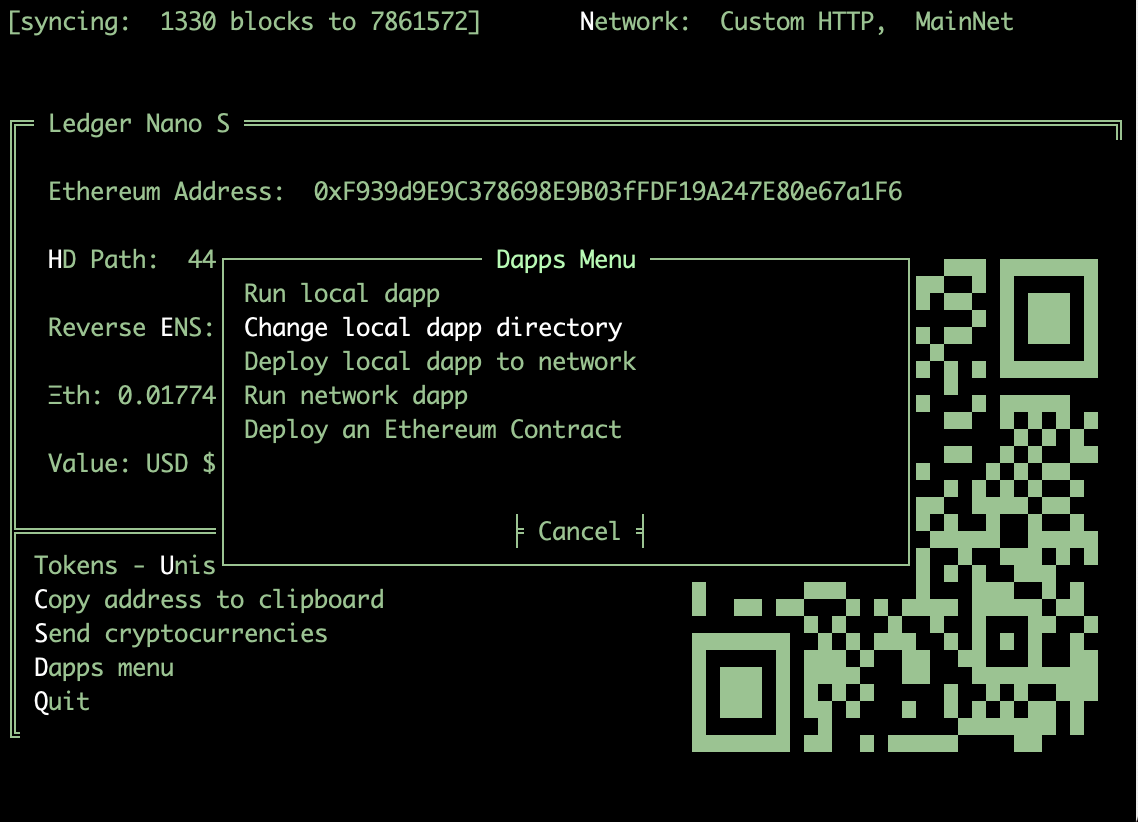 [syncing: 1330 blocks to 7861572] Network: Custom HTTP, MainNet
Ledger Nano S
Ethereum Address: 0xF939d9E9C378698E9B03fFDF19A247E80e67a1F6
HD Path: 44
Reverse ENS:
Ξth: 0.01774
Value: USD $
Dapps Menu
Run local dapp
Change local dapp directory
Deploy local dapp to network
Run network dapp
Deploy an Ethereum Contract
Cancel
Tokens - Unis
Copy address to clipboard
Send cryptocurrencies
Dapps menu
Quit